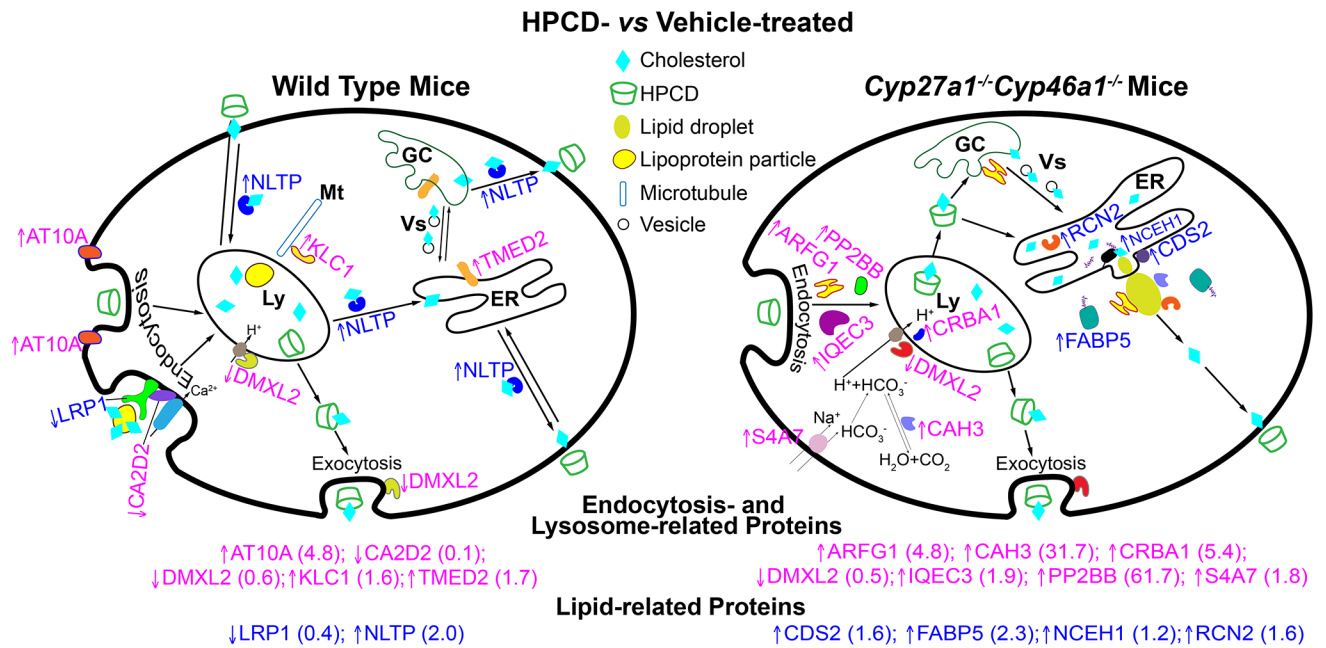 HPCD- vs Vehicle-treated
Wild Type Mice
Cholesterol
HPCD
Lipid droplet
Lipoprotein particle
Microtubule
Vesicle
Cyp27a1-/-Cyp46a1-/- Mice
↑NLTP
Mt
GC
↑NLTP
Vs
↑AT10A
↑KLC1
↑TMED2
Endocytosis
Ly
ER
H+
↑NLTP
↑AT10A
Endocytosis
↓DMXL2
↑NLTP
Ca2+
↓LRP1
↓CA2D2
Exocytosis
↓DMXL2
GC
Vs
ER
↑RCN2
↑NCEH1
↑CDS2
↑PP2BB
↑ARFG1
Endocytosis
Ly
H+
↑CRBA1
↑IQEC3
↑FABP5
↓DMXL2
H++HCO3-
Na+
↑S4A7
HCO3-
↑CAH3
H2O+CO2
Exocytosis
Endocytosis- and
Lysosome-related Proteins
↑AT10A (4.8); ↓CA2D2 (0.1);
↓DMXL2 (0.6);↑KLC1 (1.6);↑TMED2 (1.7)
↑ARFG1 (4.8); ↑CAH3 (31.7); ↑CRBA1 (5.4);
↓DMXL2 (0.5);↑IQEC3 (1.9); ↑PP2BB (61.7); ↑S4A7 (1.8)
Lipid-related Proteins
↓LRP1 (0.4); ↑NLTP (2.0)
↑CDS2 (1.6); ↑FABP5 (2.3);↑NCEH1 (1.2);↑RCN2 (1.6)